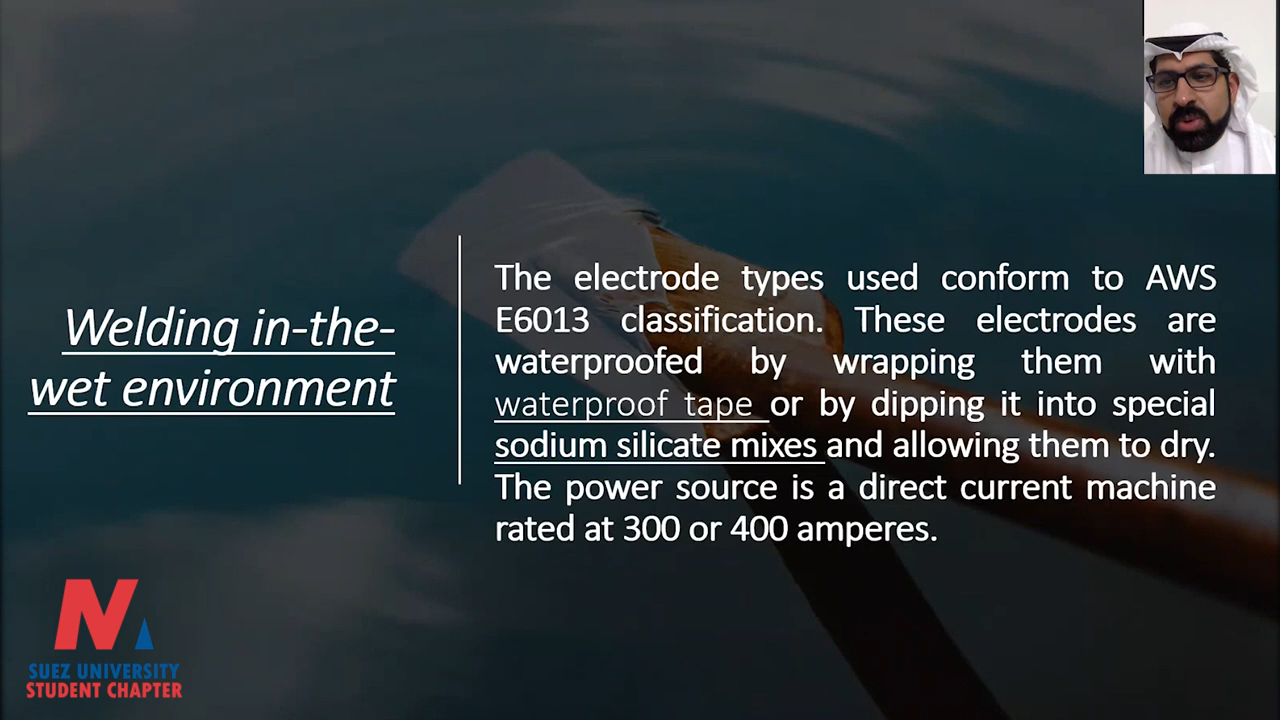 Welding in-the-
wet environment
The electrode types used conform to AWS
E6013 classification. These electrodes are
waterproofed by wrapping them with
waterproof tape or by dipping it into special
sodium silicate mixes and allowing them to dry.
The power source is a direct current machine
rated at 300 or 400 amperes.
SUEZ UNIVERSITY
STUDENT CHAPTER